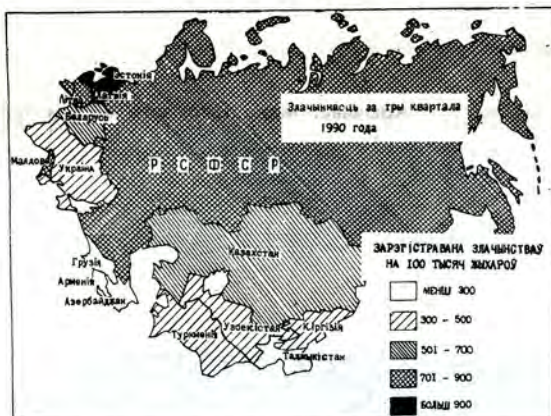 Эстонія
Латвія
Літва
Беларусь
Злачыннасць за тры квартала
1990 года
Малдова
Украіна
Р С Ф С Р
Казахстан
Грузія
Арменія
Азербайджан
Туркменія
Узбекістан
Кіргізія
Таджыкістан
ЗАРЭГІСТРАВАНА ЗЛАЧЫНСТВАЎ
НА 100 ТЫСЯЧ ЖЫХАРОЎ
МЕНШ 300
300 - 500
501 - 700
701 - 900
БОЛЬШ 900